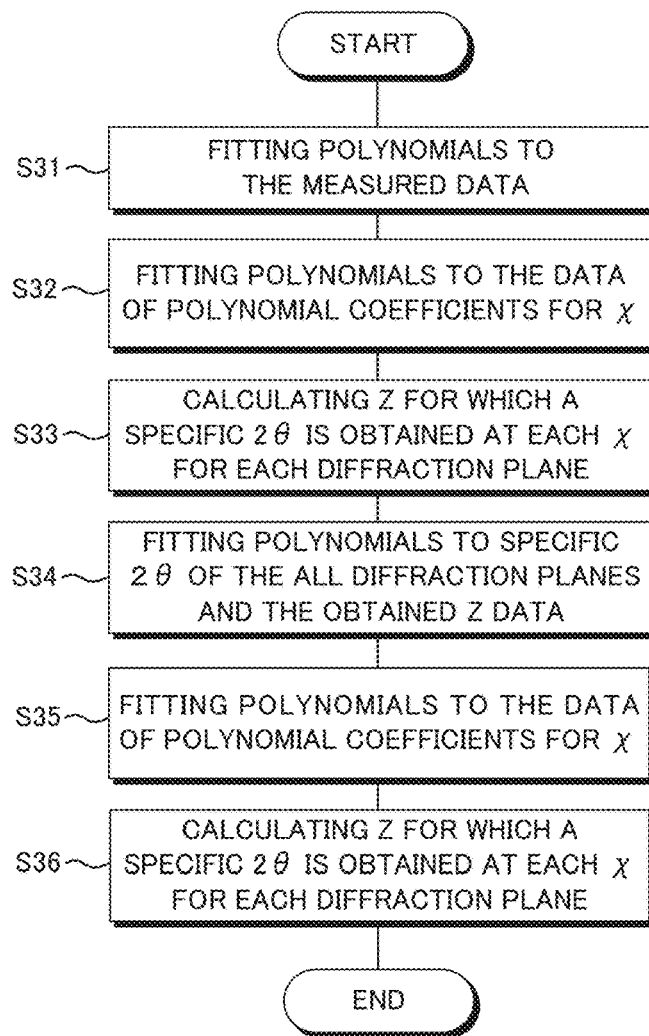 START
S31
FITTING POLYNOMIALS TO
THE MEASURED DATA
S32
FITTING POLYNOMIALS TO THE DATA
OF POLYNOMIAL COEFFICIENTS FOR χ
S33
CALCULATING Z FOR WHICH A
SPECIFIC 2θ IS OBTAINED AT EACH χ
FOR EACH DIFFRACTION PLANE
S34
FITTING POLYNOMIALS TO SPECIFIC
2θ OF THE ALL DIFFRACTION PLANES
AND THE OBTAINED Z DATA
S35
FITTING POLYNOMIALS TO THE DATA
OF POLYNOMIAL COEFFICIENTS FOR χ
S36
CALCULATING Z FOR WHICH A
SPECIFIC 2θ IS OBTAINED AT EACH χ
FOR EACH DIFFRACTION PLANE
END